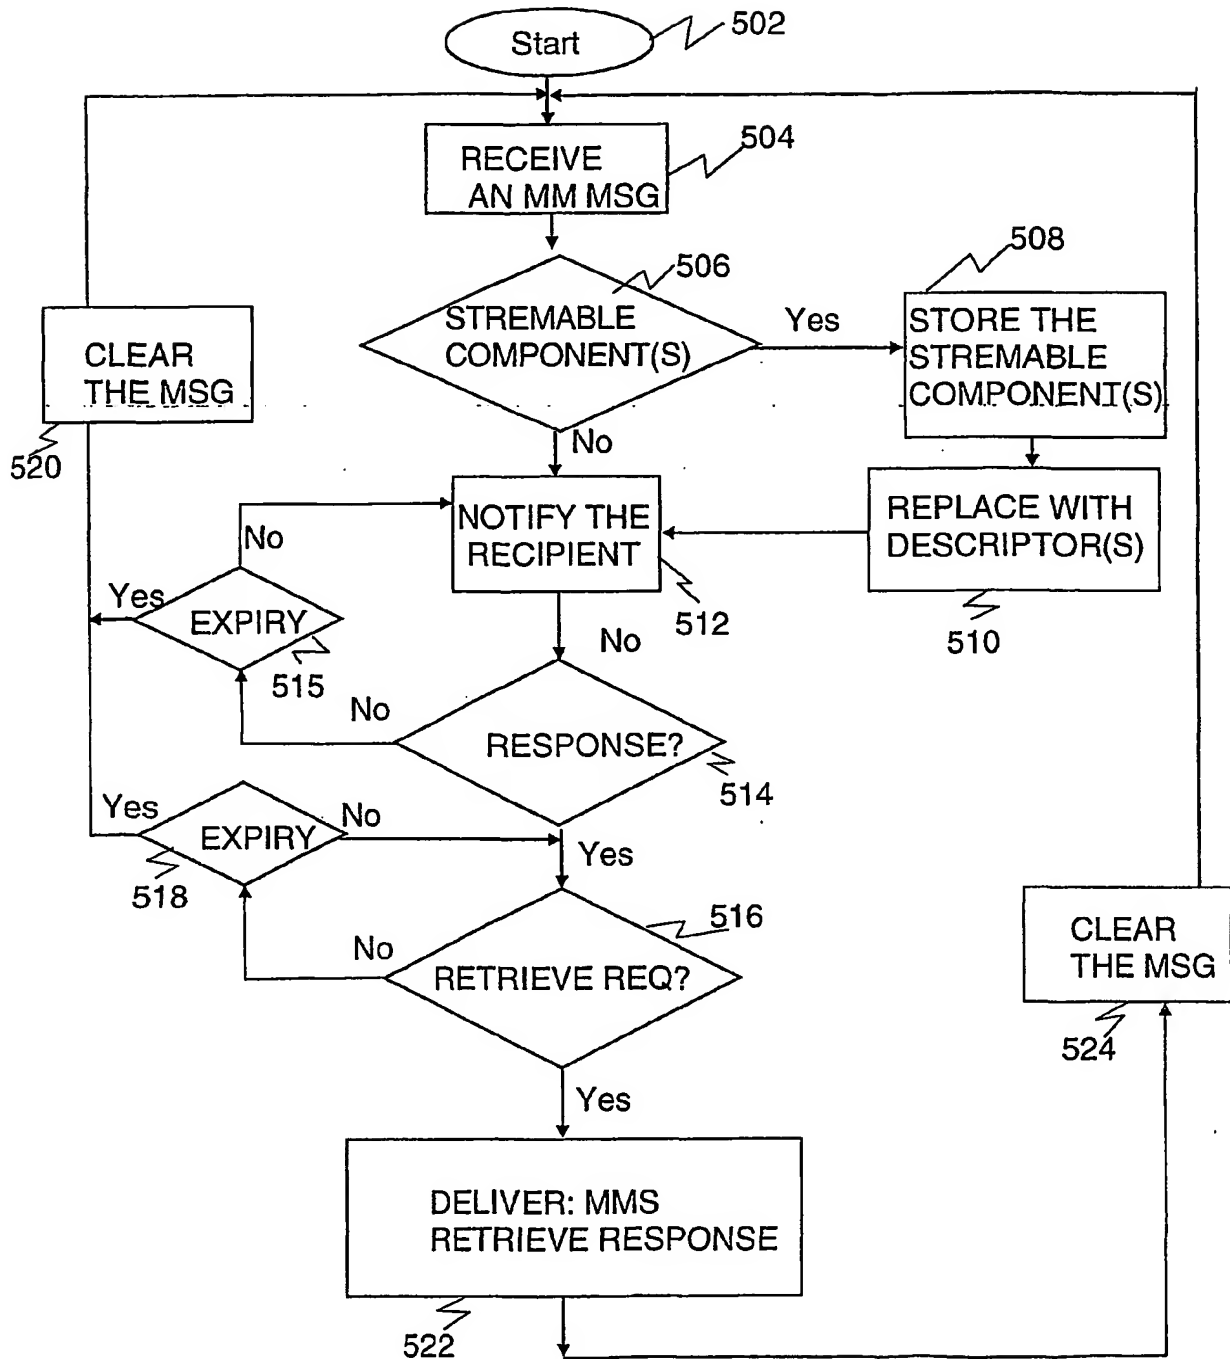 Start
502
RECEIVE
AN MM MSG
504
STREMABLE
COMPONENT(S)
506
Yes
508
STORE THE
STREMABLE
COMPONENT(S)
CLEAR
THE MSG
520
No
NOTIFY THE
RECIPIENT
512
REPLACE WITH
DESCRIPTOR(S)
510
No
Yes
EXPIRY
515
No
No
RESPONSE?
514
Yes
EXPIRY
518
No
Yes
516
No
RETRIEVE REQ?
CLEAR
THE MSG
524
Yes
DELIVER: MMS
RETRIEVE RESPONSE
522